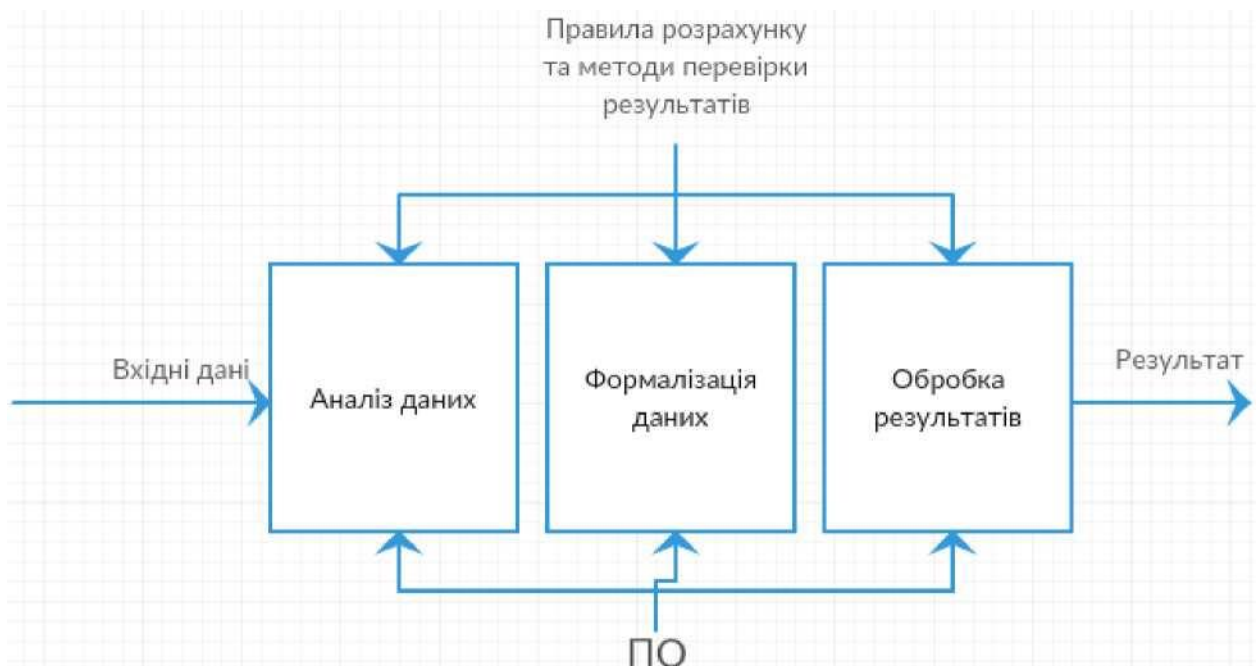 Правила розрахунку
та методи перевірки
результатів
Вхідні дані
Аналіз даних
Формалізація
даних
Обробка
результатів
Результат
ПО